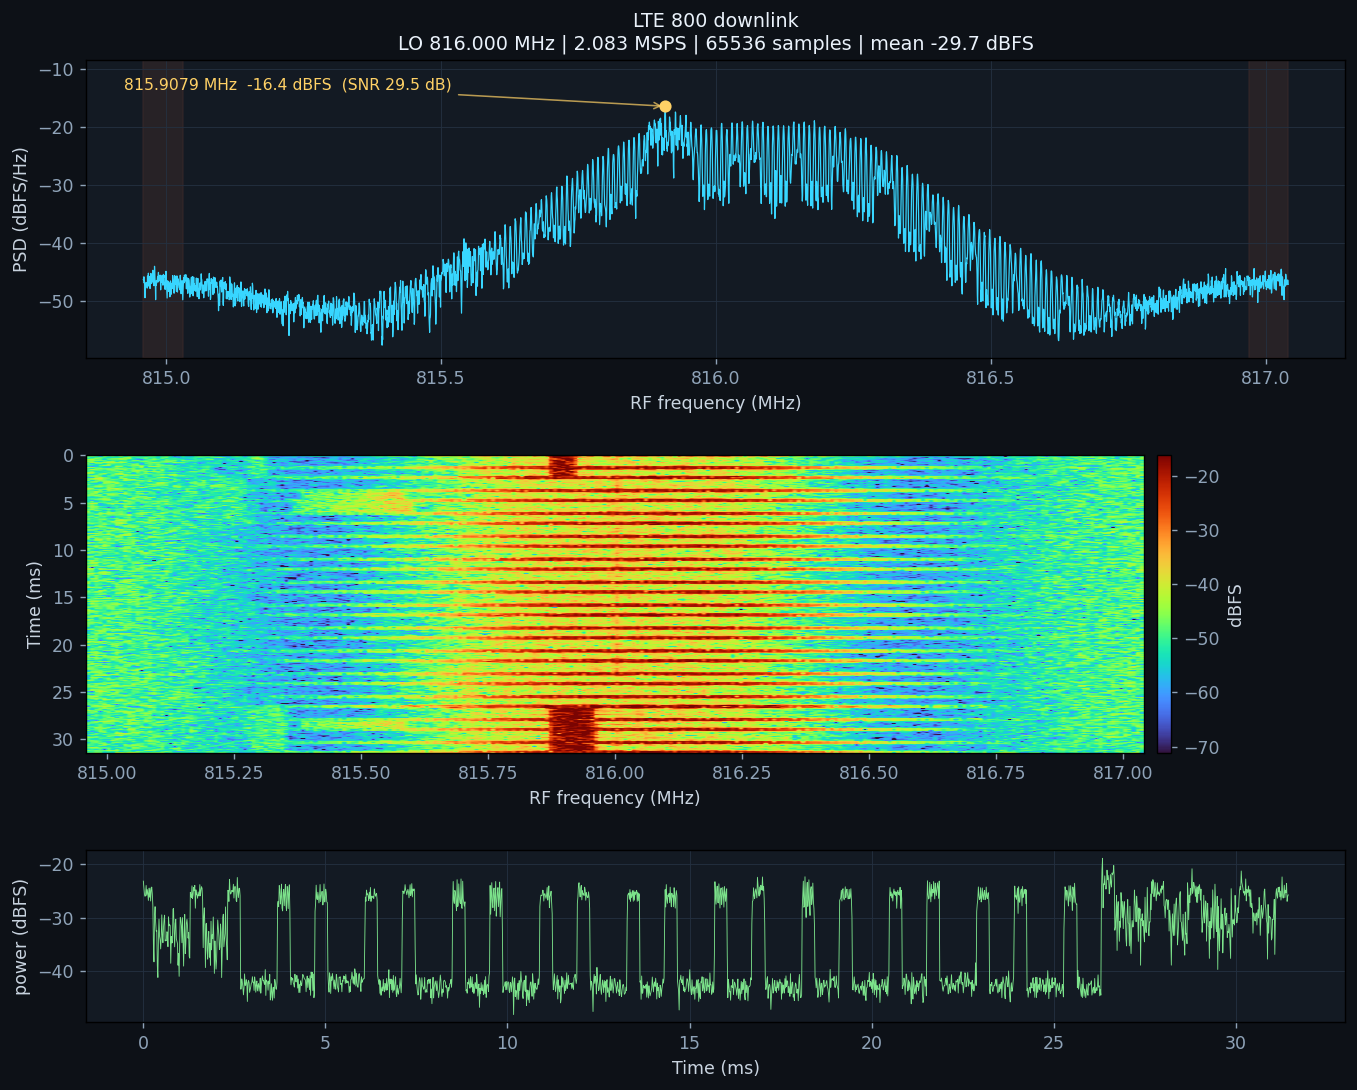 LTE 800 downlink
LO 816.000 MHz | 2.083 MSPS | 65536 samples | mean -29.7 dBFS
815.9079 MHz  -16.4 dBFS  (SNR 29.5 dB)
PSD (dBFS/Hz)
−10
−20
−30
−40
−50
815.0 815.5 816.0 816.5 817.0
RF frequency (MHz)
Time (ms)
0
5
10
15
20
25
30
815.00 815.25 815.50 815.75 816.00 816.25 816.50 816.75 817.00
RF frequency (MHz)
−20
−30
−40
−50
−60
−70
dBFS
power (dBFS)
−20
−30
−40
0 5 10 15 20 25 30
Time (ms)